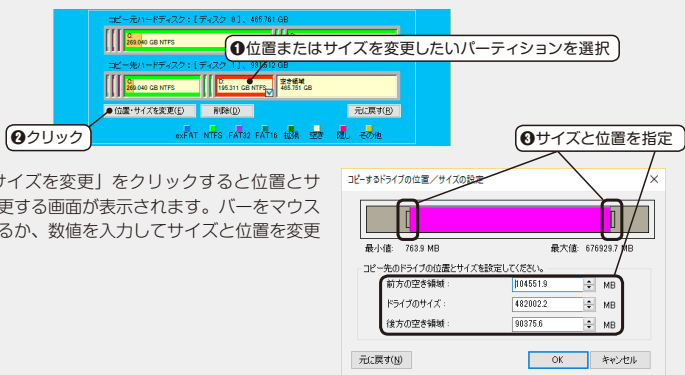 コピー元ハードディスク：[ディスク 0]、465.761 GB
C:
269.040 GB NTFS
❶位置またはサイズを変更したいパーティションを選択
コピー先ハードディスク：[ディスク 1]、931.512 GB
C:
269.040 GB NTFS
D:
195.311 GB NTFS
空き領域
465.751 GB
位置・サイズを変更(E)
削除(D)
元に戻す(R)
❷クリック
exFAT NTFS FAT32 FAT16 拡張 空き 隠し その他
❸サイズと位置を指定
サイズを変更」をクリックすると位置とサ
更する画面が表示されます。バーをマウス
るか、数値を入力してサイズと位置を変更
コピーするドライブの位置／サイズの設定
最小値: 763.9 MB
最大値: 676929.7 MB
コピー先のドライブの位置とサイズを設定してください。
前方の空き領域： 104551.9 MB
ドライブのサイズ： 482002.2 MB
後方の空き領域： 90375.6 MB
元に戻す(N)
OK
キャンセル